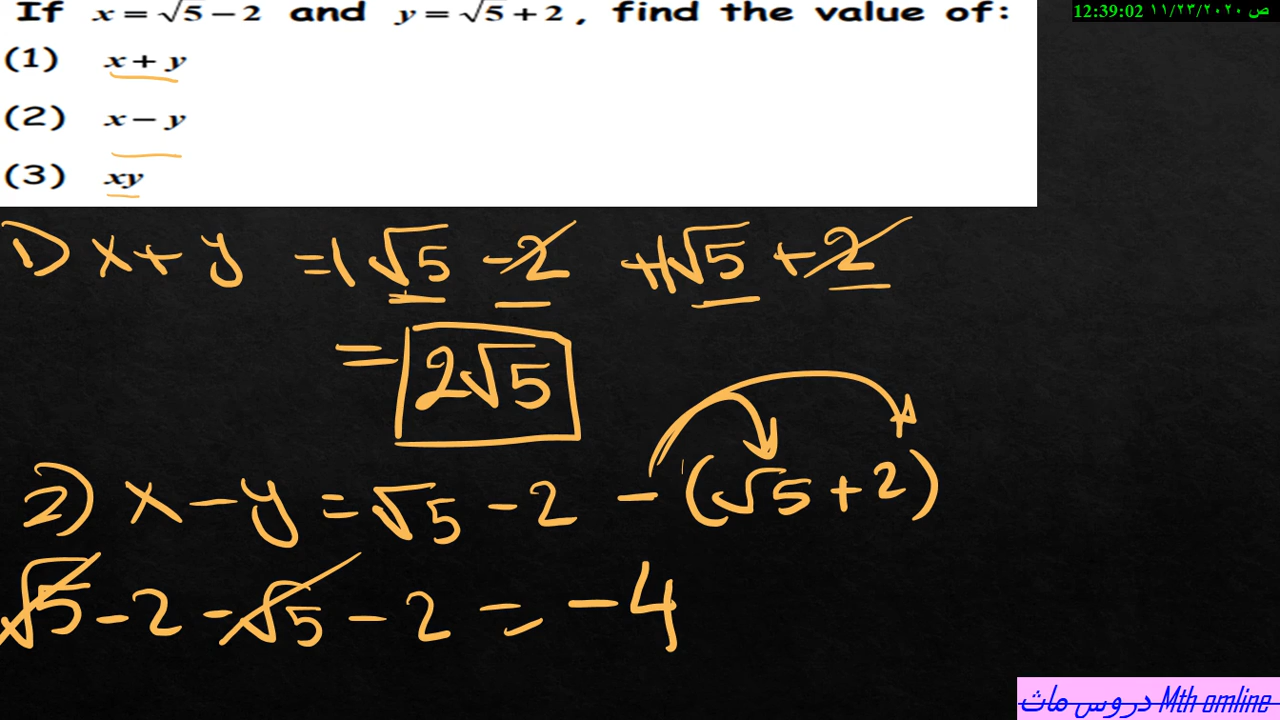 If x = √5 − 2 and y = √5 + 2 , find the value of:
12:39:02 ص ١١/٢٣/٢٠٢٠
(1) x + y
(2) x − y
(3) xy
1) x + y = 1√5 − 2 + 1√5 + 2
= 2√5
2) x − y = √5 − 2 − (√5 + 2)
√5 − 2 − √5 − 2 = −4
دروس ماث Mth omline